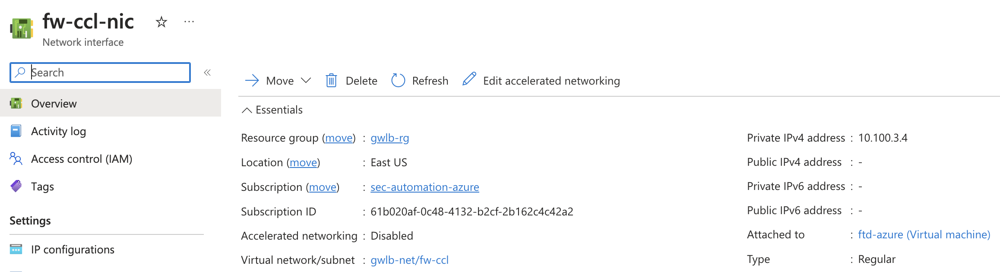 fw-ccl-nic
Network interface
Search
Overview
Activity log
Access control (IAM)
Tags
Settings
IP configurations
Move
Delete
Refresh
Edit accelerated networking
Essentials
Resource group (move) : gwlb-rg
Location (move) : East US
Subscription (move) : sec-automation-azure
Subscription ID : 61b020af-0c48-4132-b2cf-2b162c4c42a2
Accelerated networking : Disabled
Virtual network/subnet : gwlb-net/fw-ccl
Private IPv4 address : 10.100.3.4
Public IPv4 address : -
Private IPv6 address : -
Public IPv6 address : -
Attached to : ftd-azure (Virtual machine)
Type : Regular